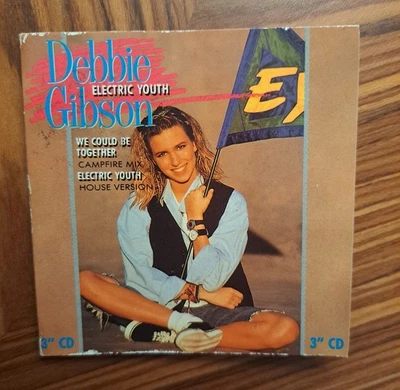 Debbie
ELECTRIC YOUTH
Gibson
WE COULD BE
TOGETHER
CAMPFIRE MIX
ELECTRIC YOUTH
HOUSE VERSION
EY
3" CD
3" CD